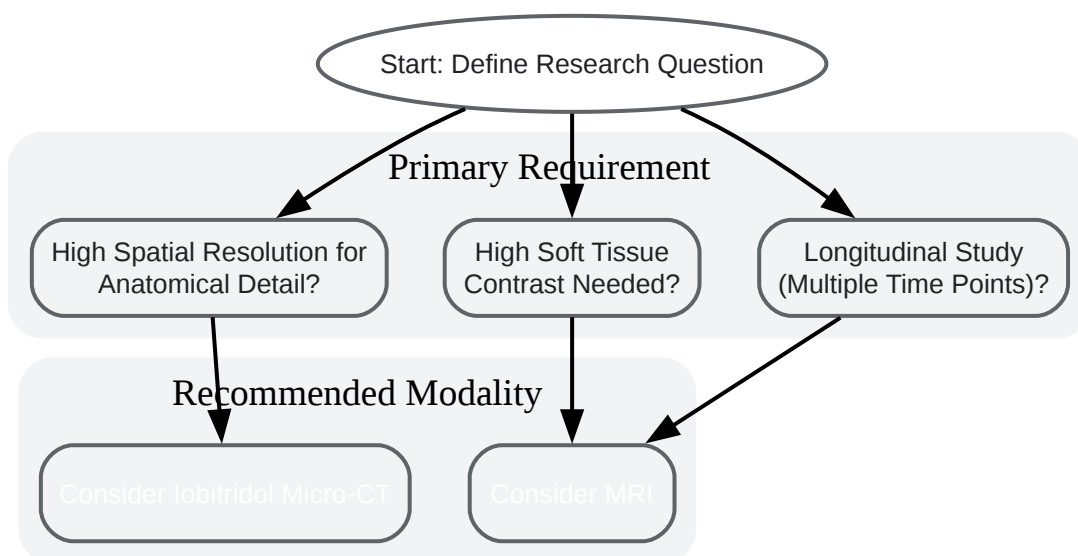 Start: Define Research Question
Primary Requirement
High Spatial Resolution for
Anatomical Detail?
High Soft Tissue
Contrast Needed?
Longitudinal Study
(Multiple Time Points)?
Recommended Modality
Consider Iobitridol Micro-CT
Consider MRI